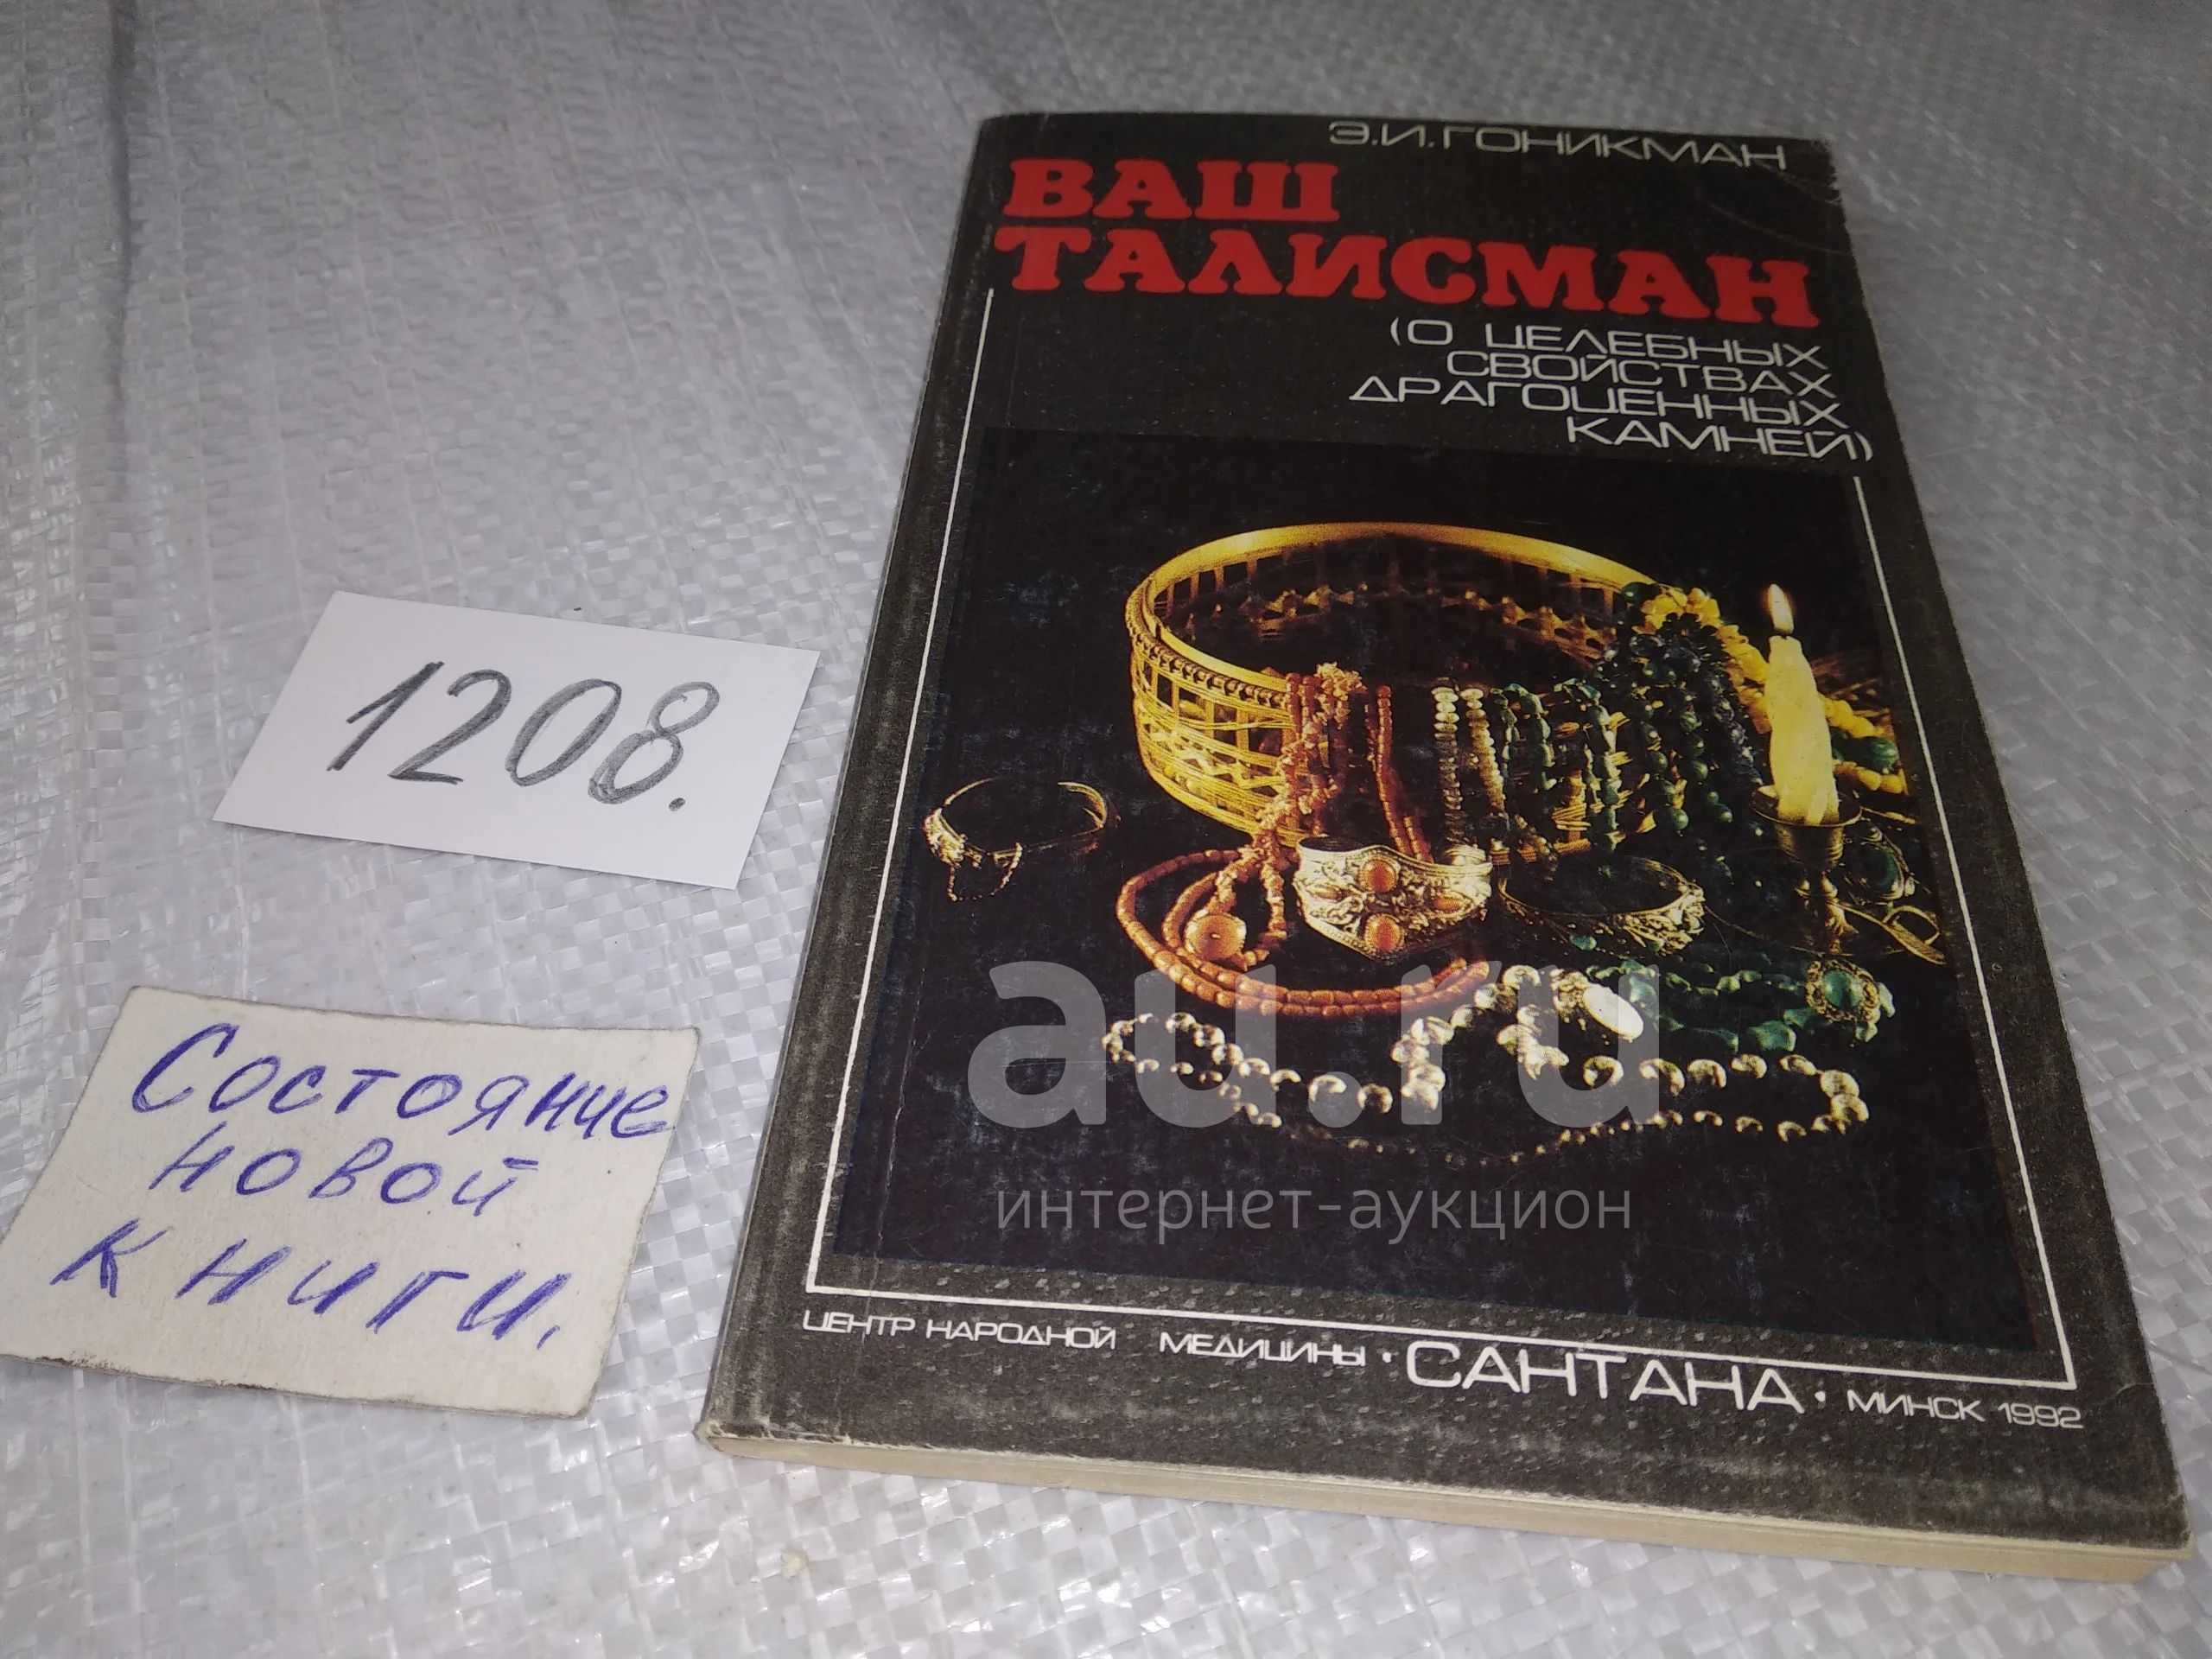 Э.И.ГОНИКМАН
ВАШ
ТАЛИСМАН
(О ЦЕЛЕБНЫХ
СВОЙСТВАХ
ДРАГОЦЕННЫХ
КАМНЕЙ)
1208.
Состояние
новой
книги.
au.ru
интернет-аукцион
ЦЕНТР НАРОДНОЙ МЕДИЦИНЫ • САНТАНА • МИНСК 1992